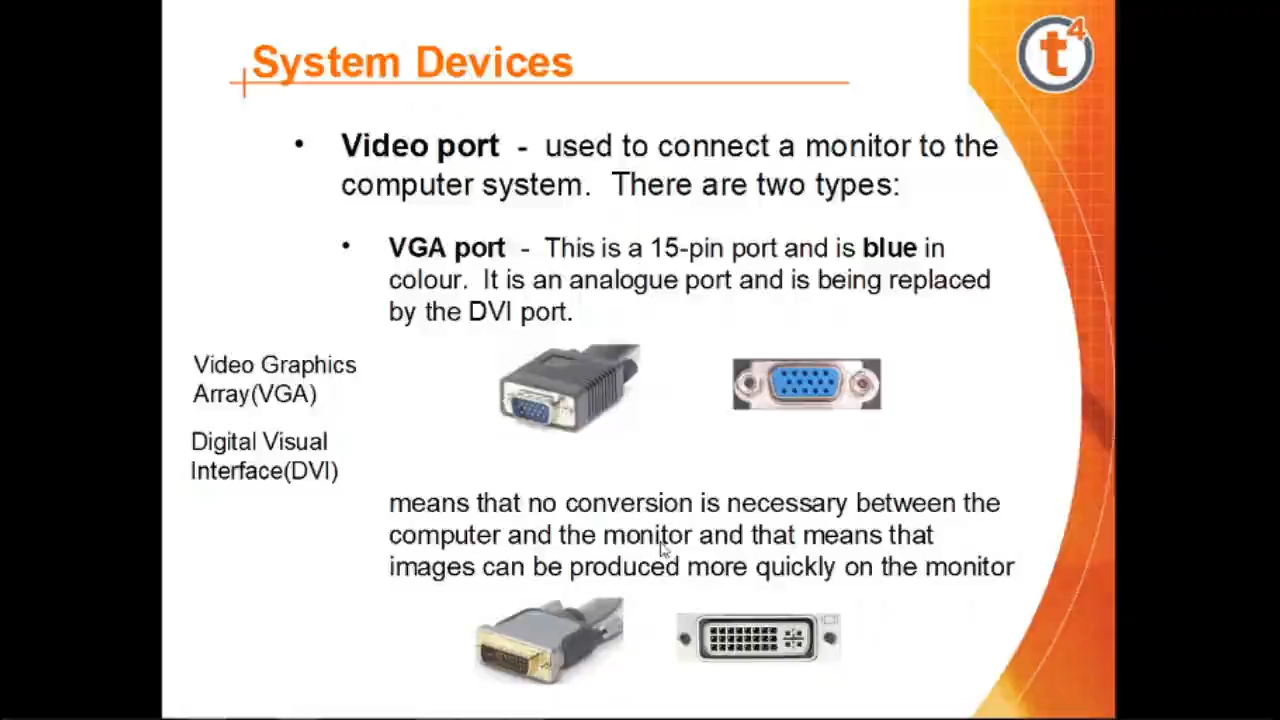 System Devices
t4
• Video port - used to connect a monitor to the
computer system. There are two types:
• VGA port - This is a 15-pin port and is blue in
colour. It is an analogue port and is being replaced
by the DVI port.
Video Graphics
Array(VGA)
Digital Visual
Interface(DVI)
means that no conversion is necessary between the
computer and the monitor and that means that
images can be produced more quickly on the monitor